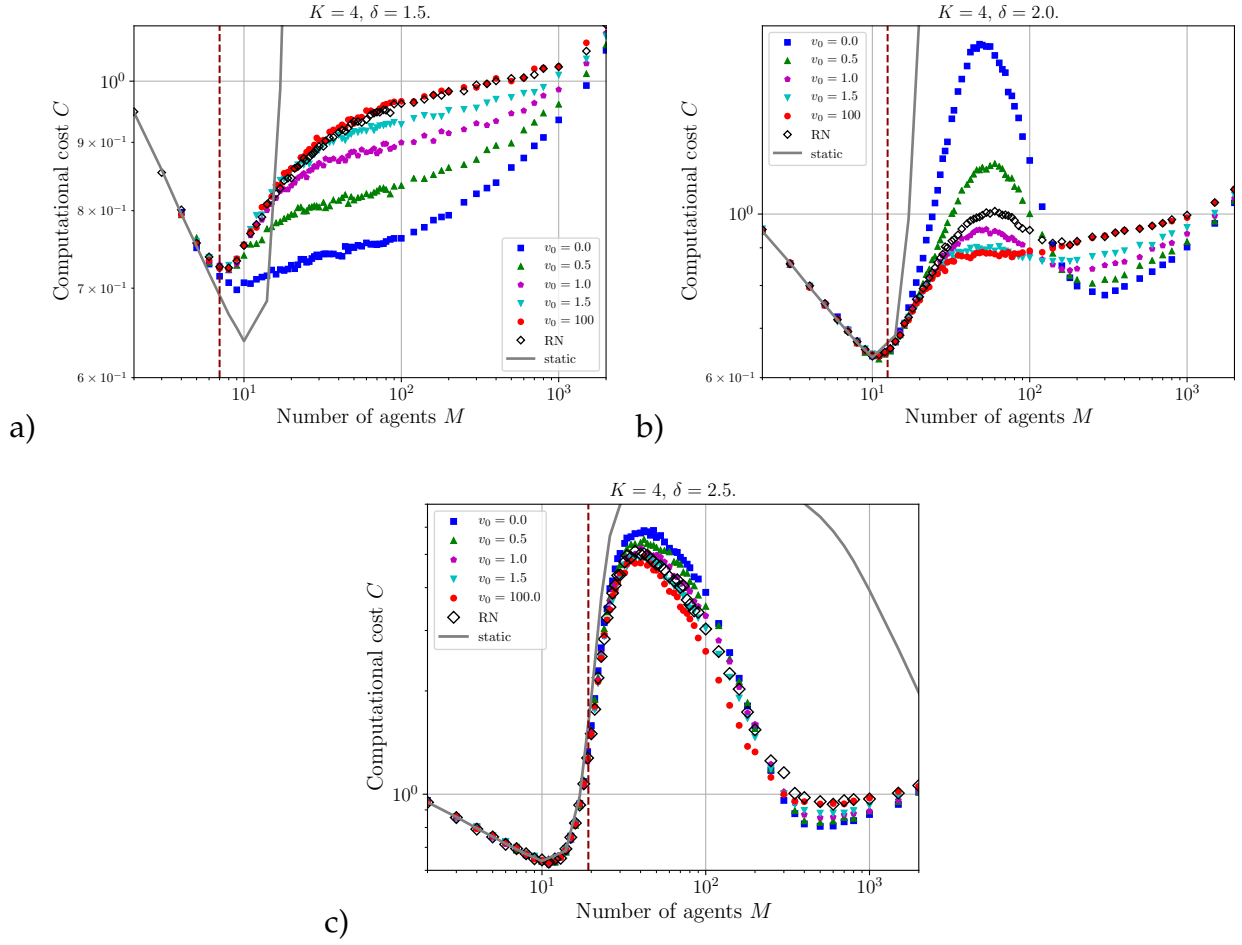 K = 4, δ = 1.5.
Computational cost C
10⁰
9 × 10⁻¹
8 × 10⁻¹
7 × 10⁻¹
6 × 10⁻¹
v₀ = 0.0
v₀ = 0.5
v₀ = 1.0
v₀ = 1.5
v₀ = 100
RN
static
10¹
10²
10³
Number of agents M
a)
K = 4, δ = 2.0.
Computational cost C
v₀ = 0.0
v₀ = 0.5
v₀ = 1.0
v₀ = 1.5
v₀ = 100
RN
static
10⁰
6 × 10⁻¹
10¹
10²
10³
Number of agents M
b)
K = 4, δ = 2.5.
Computational cost C
v₀ = 0.0
v₀ = 0.5
v₀ = 1.0
v₀ = 1.5
v₀ = 100.0
RN
static
10⁰
10¹
10²
10³
Number of agents M
c)